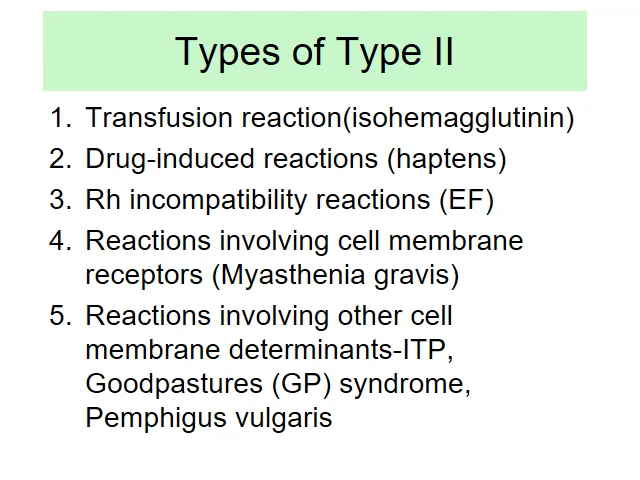 Types of Type II
1. Transfusion reaction(isohemagglutinin)
2. Drug-induced reactions (haptens)
3. Rh incompatibility reactions (EF)
4. Reactions involving cell membrane
receptors (Myasthenia gravis)
5. Reactions involving other cell
membrane determinants-ITP,
Goodpastures (GP) syndrome,
Pemphigus vulgaris